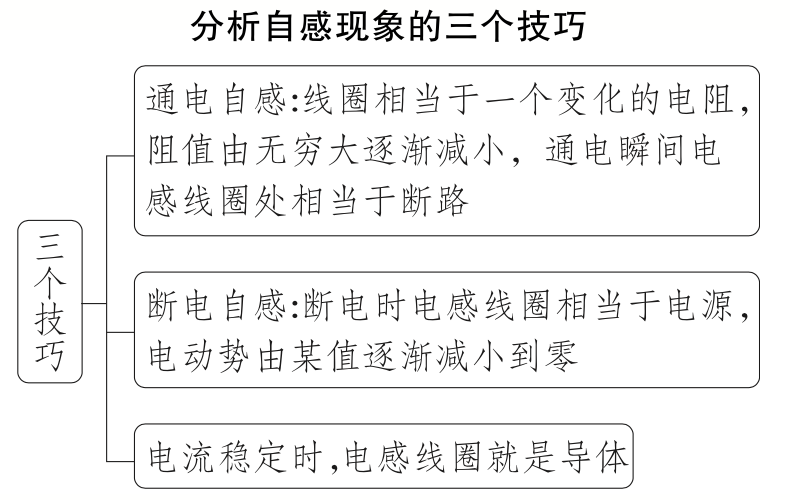 分析自感现象的三个技巧
三个技巧
通电自感:线圈相当于一个变化的电阻,
阻值由无穷大逐渐减小，通电瞬间电
感线圈处相当于断路
断电自感:断电时电感线圈相当于电源,
电动势由某值逐渐减小到零
电流稳定时,电感线圈就是导体